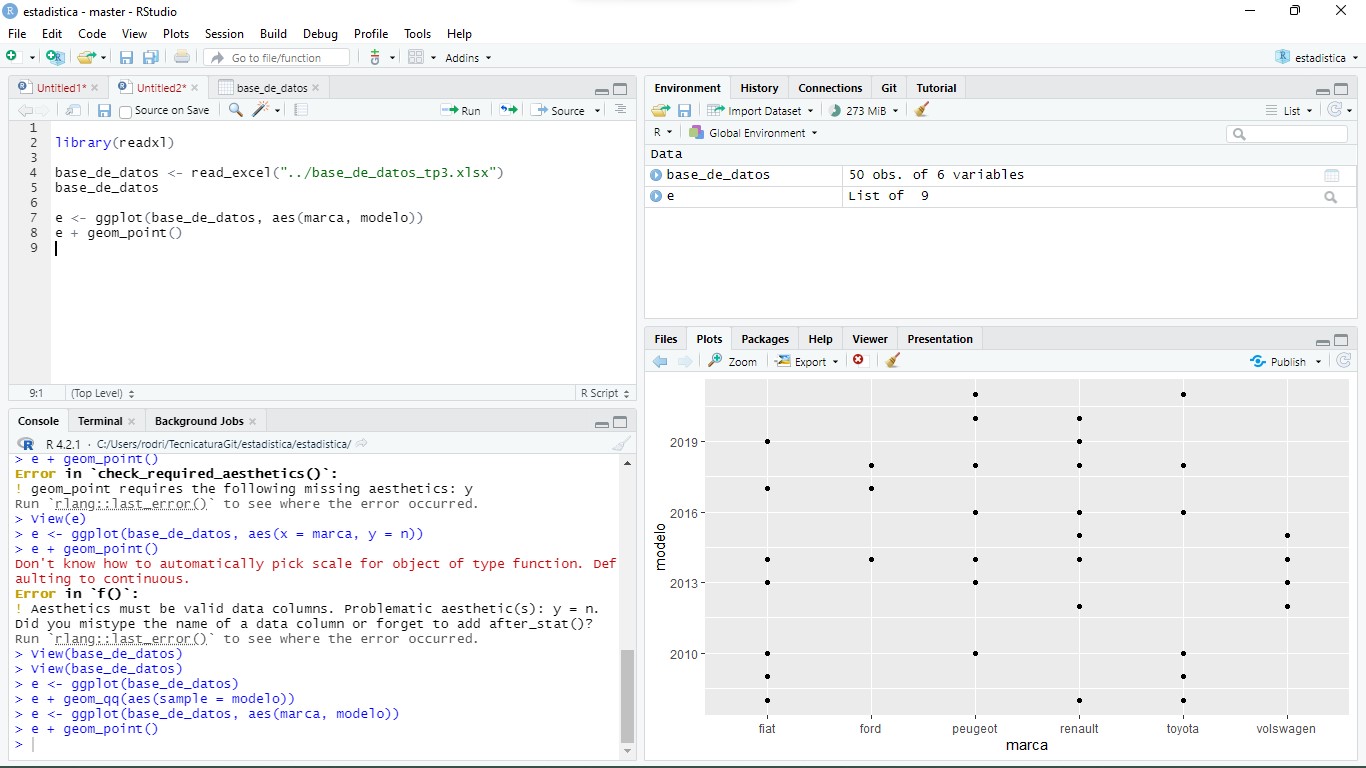 estadistica - master - RStudio
File Edit Code View Plots Session Build Debug Profile Tools Help
Go to file/function Addins estadistica
Untitled1* Untitled2* base_de_datos
Source on Save Run Source
1
2 library(readxl)
3
4 base_de_datos <- read_excel("../base_de_datos_tp3.xlsx")
5 base_de_datos
6
7 e <- ggplot(base_de_datos, aes(marca, modelo))
8 e + geom_point()
9
9:1 (Top Level) R Script
Console Terminal Background Jobs
R 4.2.1 · C:/Users/rodri/TecnicaturaGit/estadistica/estadistica/
> e + geom_point()
Error in `check_required_aesthetics()`:
! geom_point requires the following missing aesthetics: y
Run `rlang::last_error()` to see where the error occurred.
> View(e)
> e <- ggplot(base_de_datos, aes(x = marca, y = n))
> e + geom_point()
Don't know how to automatically pick scale for object of type function. Def
aulting to continuous.
Error in `f()`:
! Aesthetics must be valid data columns. Problematic aesthetic(s): y = n.
Did you mistype the name of a data column or forget to add after_stat()?
Run `rlang::last_error()` to see where the error occurred.
> View(base_de_datos)
> View(base_de_datos)
> e <- ggplot(base_de_datos)
> e + geom_qq(aes(sample = modelo))
> e <- ggplot(base_de_datos, aes(marca, modelo))
> e + geom_point()
>
Environment History Connections Git Tutorial
Import Dataset 273 MiB List
R Global Environment
Data
base_de_datos 50 obs. of 6 variables
e List of 9
Files Plots Packages Help Viewer Presentation
Zoom Export Publish
2019
2016
2013
2010
modelo
fiat ford peugeot renault toyota volswagen
marca